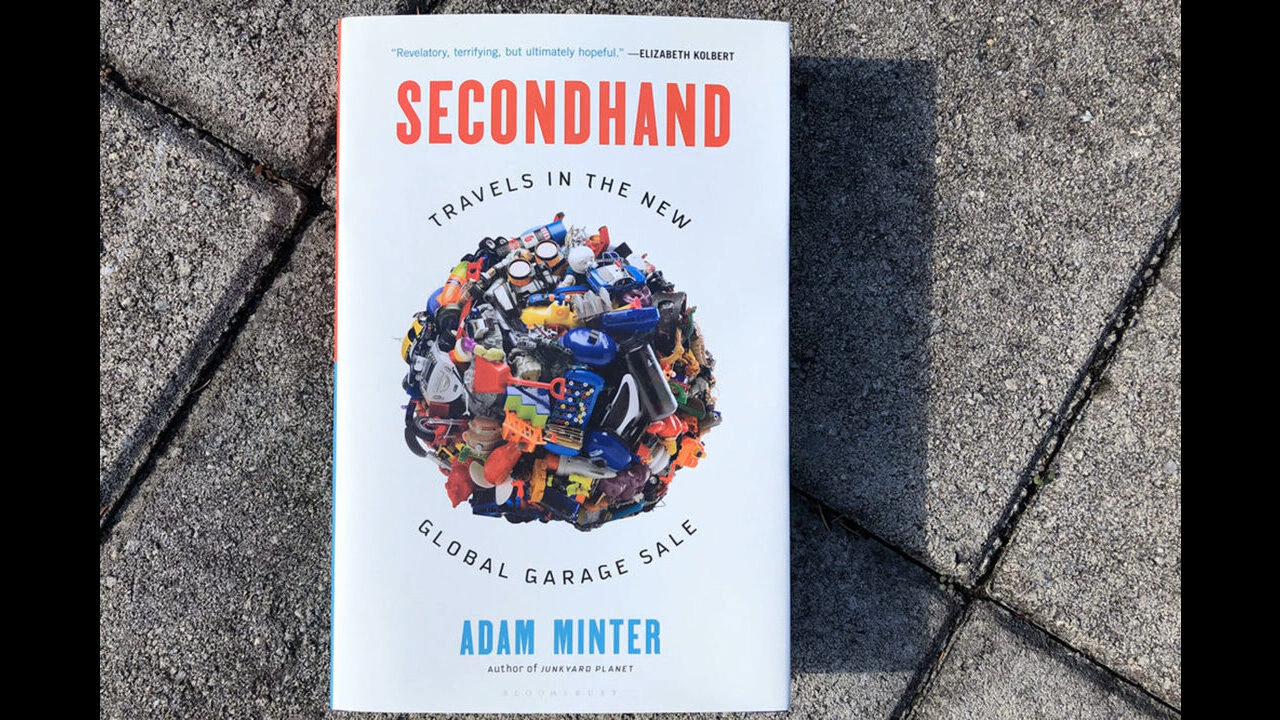 “Revelatory, terrifying, but ultimately hopeful.” —ELIZABETH KOLBERT
SECONDHAND
TRAVELS IN THE NEW
GLOBAL GARAGE SALE
ADAM MINTER
author of JUNKYARD PLANET
BLOOMSBURY